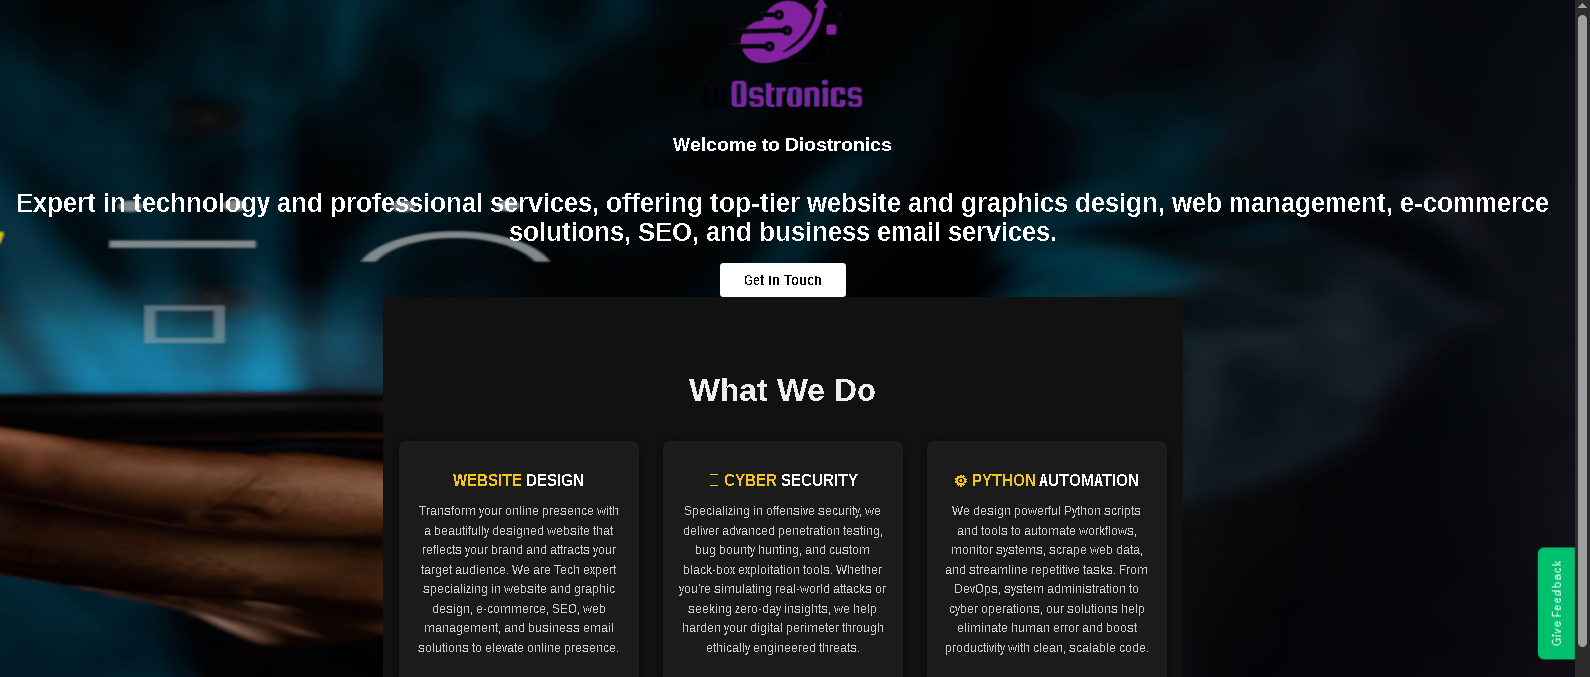 DiOstronics
Welcome to Diostronics
Expert in technology and professional services, offering top-tier website and graphics design, web management, e-commerce
solutions, SEO, and business email services.
Get in Touch
What We Do
WEBSITE DESIGN
Transform your online presence with
a beautifully designed website that
reflects your brand and attracts your
target audience. We are Tech expert
specializing in website and graphic
design, e-commerce, SEO, web
management, and business email
solutions to elevate online presence.
CYBER SECURITY
Specializing in offensive security, we
deliver advanced penetration testing,
bug bounty hunting, and custom
black-box exploitation tools. Whether
you're simulating real-world attacks or
seeking zero-day insights, we help
harden your digital perimeter through
ethically engineered threats.
⚙ PYTHON AUTOMATION
We design powerful Python scripts
and tools to automate workflows,
monitor systems, scrape web data,
and streamline repetitive tasks. From
DevOps, system administration to
cyber operations, our solutions help
eliminate human error and boost
productivity with clean, scalable code.
Give Feedback